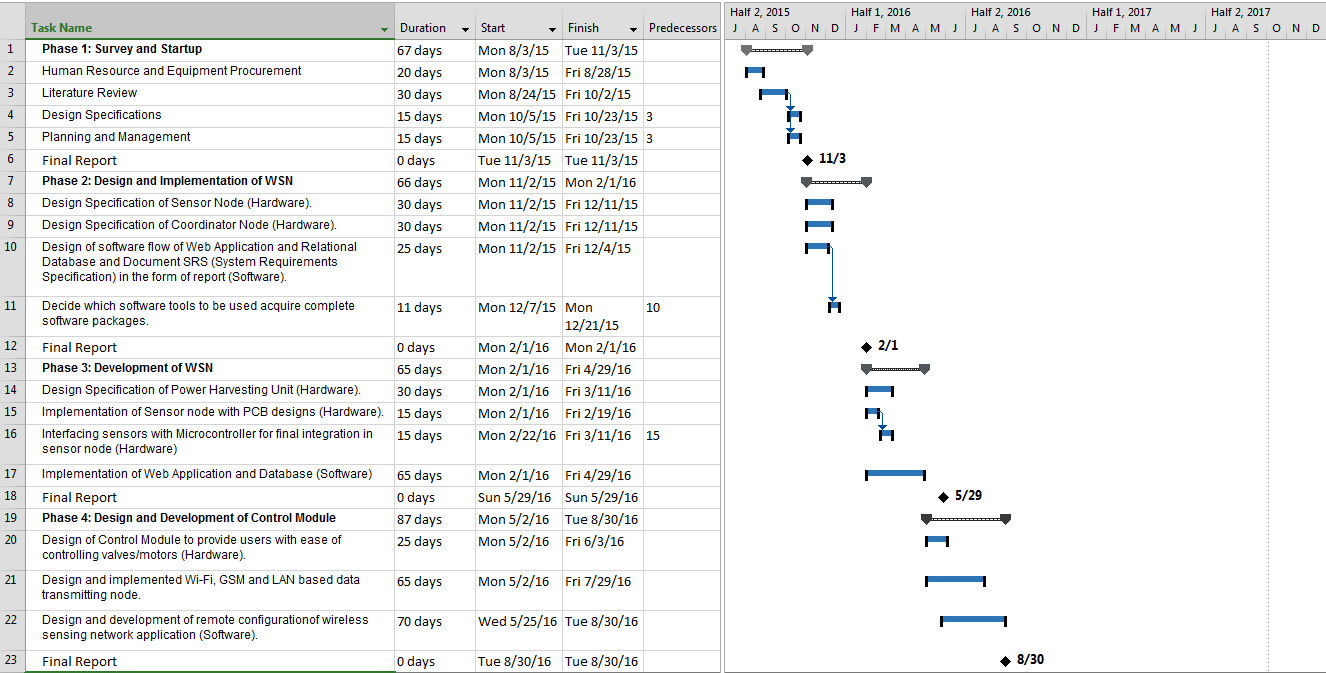 Task Name Duration Start Finish Predecessors
Half 2, 2015 Half 1, 2016 Half 2, 2016 Half 1, 2017 Half 2, 2017
J A S O N D J F M A M J J A S O N D J F M A M J J A S O N D
1 Phase 1: Survey and Startup 67 days Mon 8/3/15 Tue 11/3/15
2 Human Resource and Equipment Procurement 20 days Mon 8/3/15 Fri 8/28/15
3 Literature Review 30 days Mon 8/24/15 Fri 10/2/15
4 Design Specifications 15 days Mon 10/5/15 Fri 10/23/15 3
5 Planning and Management 15 days Mon 10/5/15 Fri 10/23/15 3
6 Final Report 0 days Tue 11/3/15 Tue 11/3/15 11/3
7 Phase 2: Design and Implementation of WSN 66 days Mon 11/2/15 Mon 2/1/16
8 Design Specification of Sensor Node (Hardware). 30 days Mon 11/2/15 Fri 12/11/15
9 Design Specification of Coordinator Node (Hardware). 30 days Mon 11/2/15 Fri 12/11/15
10 Design of software flow of Web Application and Relational 25 days Mon 11/2/15 Fri 12/4/15
Database and Document SRS (System Requirements
Specification) in the form of report (Software).
11 Decide which software tools to be used acquire complete 11 days Mon 12/7/15 Mon 10
software packages. 12/21/15
12 Final Report 0 days Mon 2/1/16 Mon 2/1/16 2/1
13 Phase 3: Development of WSN 65 days Mon 2/1/16 Fri 4/29/16
14 Design Specification of Power Harvesting Unit (Hardware). 30 days Mon 2/1/16 Fri 3/11/16
15 Implementation of Sensor node with PCB designs (Hardware). 15 days Mon 2/1/16 Fri 2/19/16
16 Interfacing sensors with Microcontroller for final integration in 15 days Mon 2/22/16 Fri 3/11/16 15
sensor node (Hardware)
17 Implementation of Web Application and Database (Software) 65 days Mon 2/1/16 Fri 4/29/16
18 Final Report 0 days Sun 5/29/16 Sun 5/29/16 5/29
19 Phase 4: Design and Development of Control Module 87 days Mon 5/2/16 Tue 8/30/16
20 Design of Control Module to provide users with ease of 25 days Mon 5/2/16 Fri 6/3/16
controlling valves/motors (Hardware).
21 Design and implemented Wi-Fi, GSM and LAN based data 65 days Mon 5/2/16 Fri 7/29/16
transmitting node.
22 Design and development of remote configurationof wireless 70 days Wed 5/25/16 Tue 8/30/16
sensing network application (Software).
23 Final Report 0 days Tue 8/30/16 Tue 8/30/16 8/30